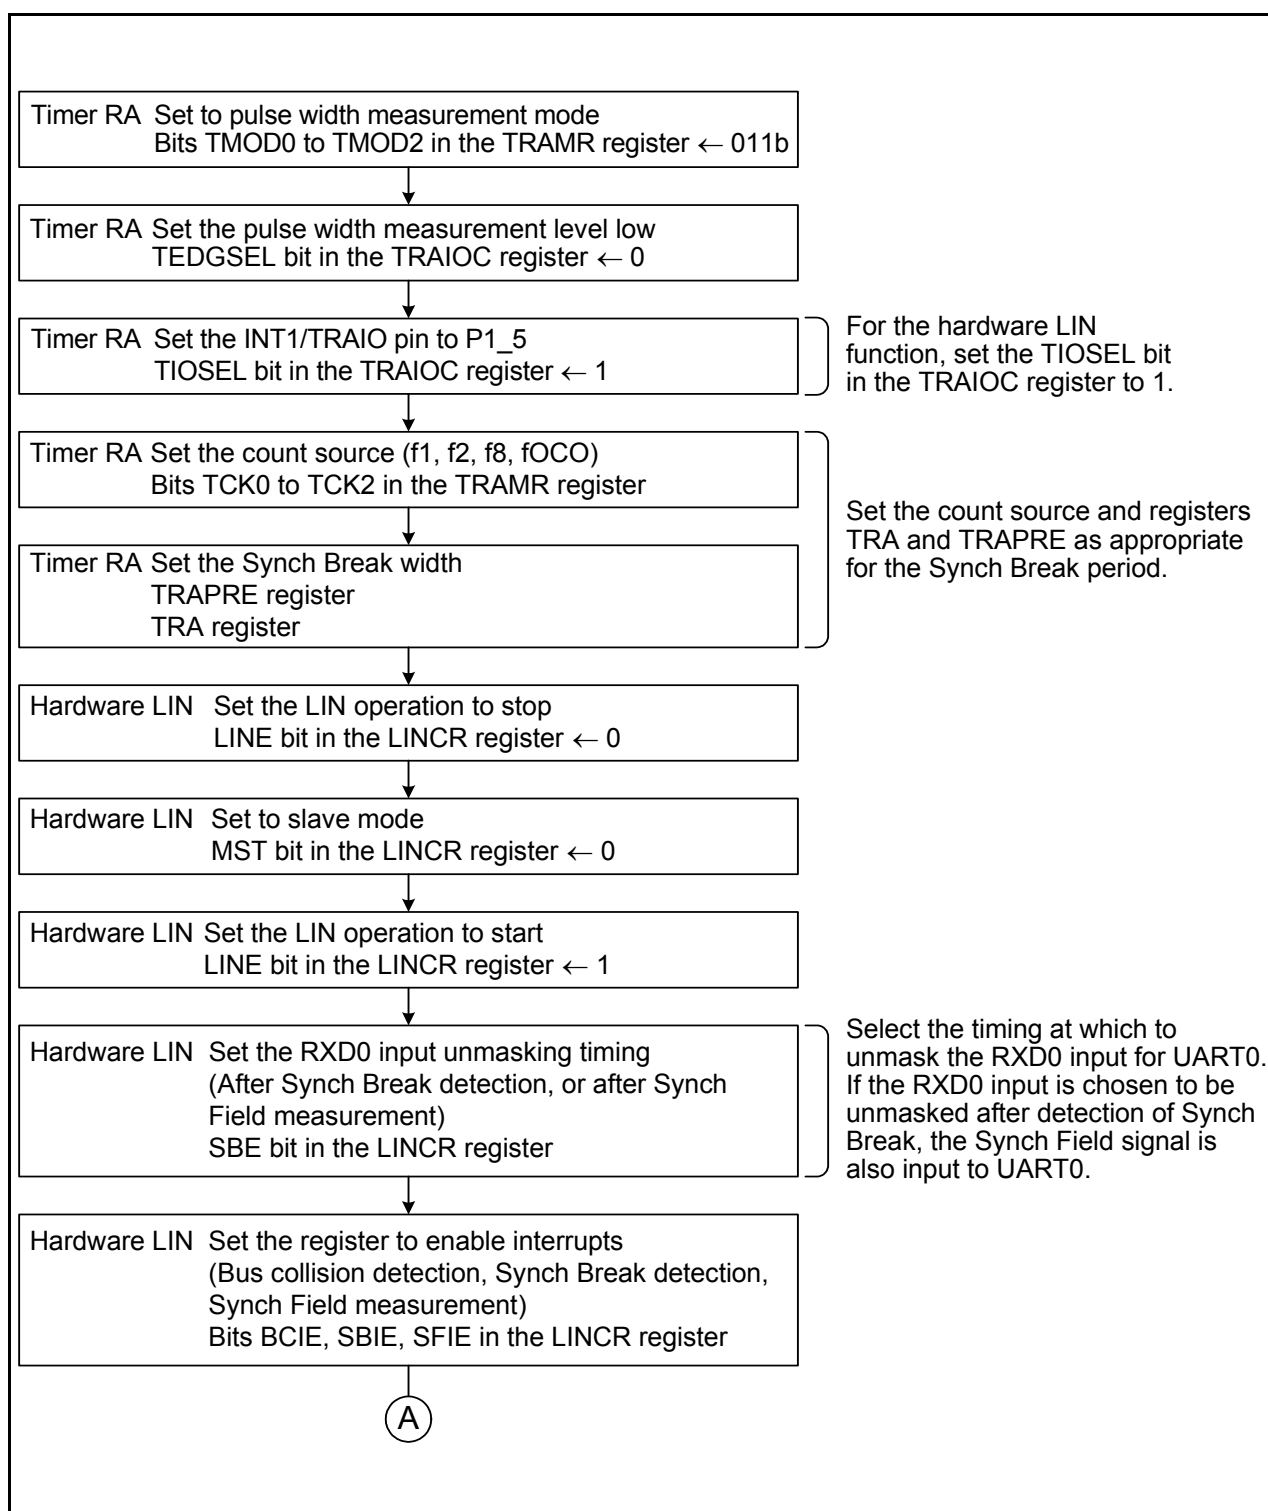 Timer RA Set to pulse width measurement mode
Bits TMOD0 to TMOD2 in the TRAMR register ← 011b
Timer RA Set the pulse width measurement level low
TEDGSEL bit in the TRAIOC register ← 0
Timer RA Set the INT1/TRAIO pin to P1_5
TIOSEL bit in the TRAIOC register ← 1
For the hardware LIN
function, set the TIOSEL bit
in the TRAIOC register to 1.
Timer RA Set the count source (f1, f2, f8, fOCO)
Bits TCK0 to TCK2 in the TRAMR register
Timer RA Set the Synch Break width
TRAPRE register
TRA register
Set the count source and registers
TRA and TRAPRE as appropriate
for the Synch Break period.
Hardware LIN Set the LIN operation to stop
LINE bit in the LINCR register ← 0
Hardware LIN Set to slave mode
MST bit in the LINCR register ← 0
Hardware LIN Set the LIN operation to start
LINE bit in the LINCR register ← 1
Hardware LIN Set the RXD0 input unmasking timing
(After Synch Break detection, or after Synch
Field measurement)
SBE bit in the LINCR register
Select the timing at which to
unmask the RXD0 input for UART0.
If the RXD0 input is chosen to be
unmasked after detection of Synch
Break, the Synch Field signal is
also input to UART0.
Hardware LIN Set the register to enable interrupts
(Bus collision detection, Synch Break detection,
Synch Field measurement)
Bits BCIE, SBIE, SFIE in the LINCR register
A